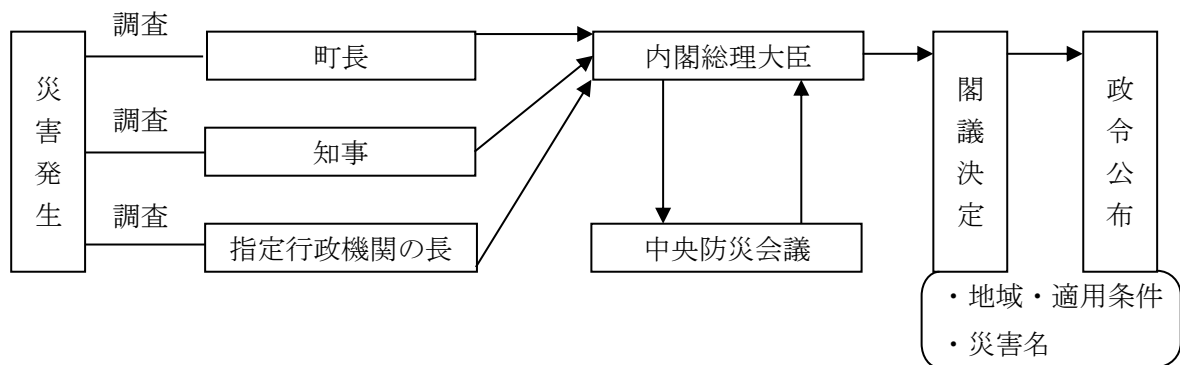 災害発生
調査
町長
調査
知事
調査
指定行政機関の長
内閣総理大臣
中央防災会議
閣議決定
政令公布
・地域・適用条件
・災害名